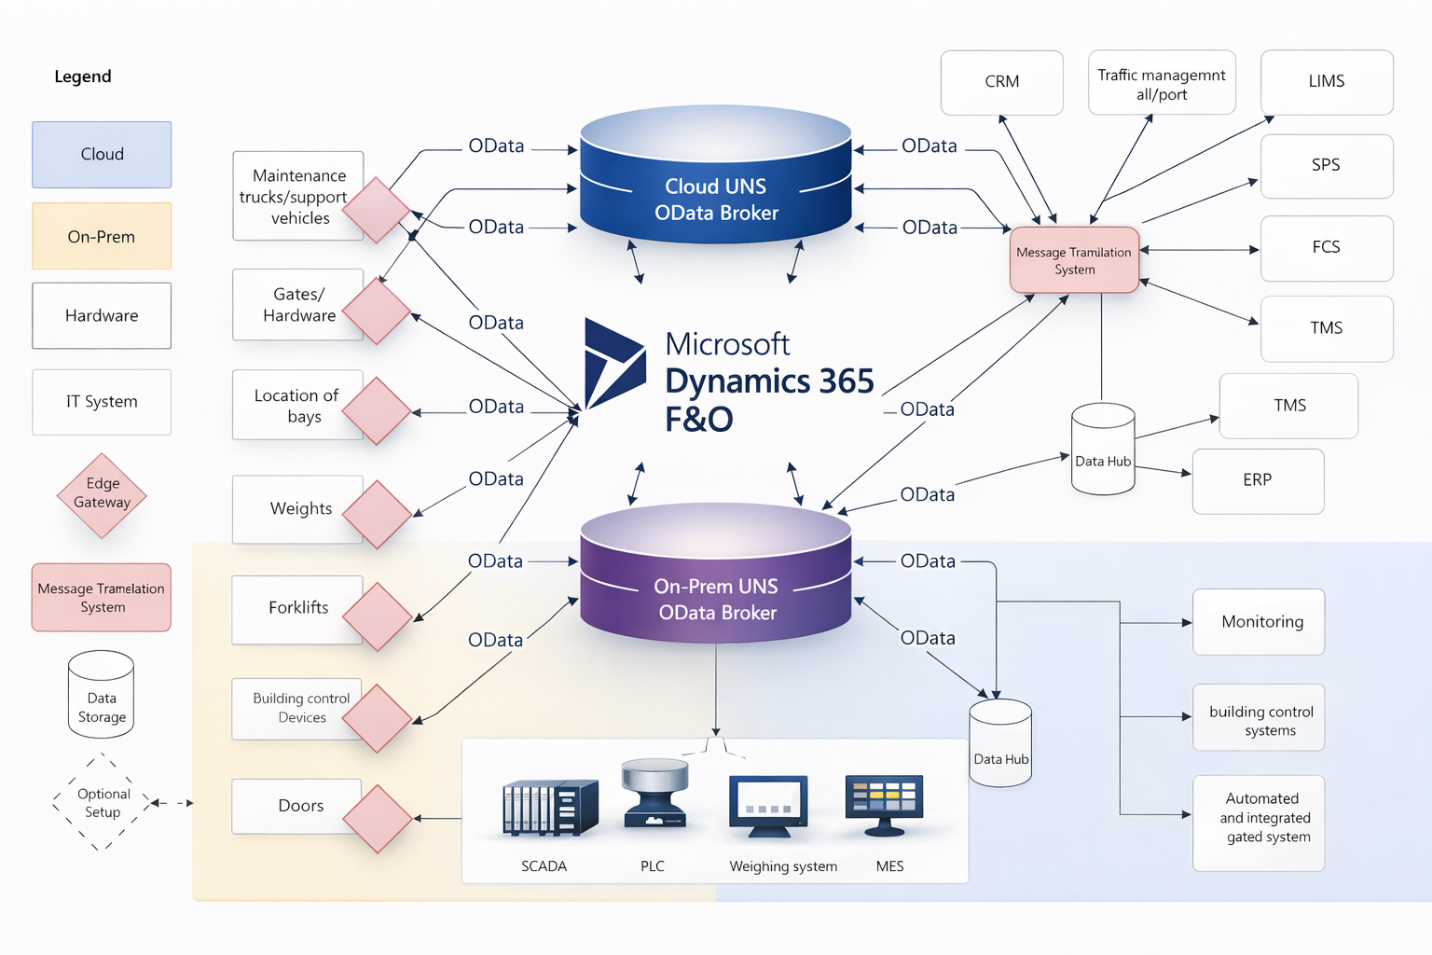 Legend
Cloud
On-Prem
Hardware
iT System
Edge
Gateway
Message Tramelation
System
Data
Storage
Optional
Setup
Maintenance
trucks/support
vehicles
Gates/
Hardware
Location of
bays
Weights
Forklifts
Building control
Devices
Doors
OData
OData
OData
OData
OData
OData
OData
Cloud UNS
OData Broker
Microsoft
Dynamics 365
F&O
On-Prem UNS
OData Broker
SCADA
PLC
Weighing system
MES
OData
OData
OData
OData
OData
OData
CRM
Traffic managemnt
all/port
LIMS
SPS
FCS
TMS
Message Tramilation
System
Data Hub
TMS
ERP
Data Hub
Monitoring
building control
systems
Automated
and integrated
gated system